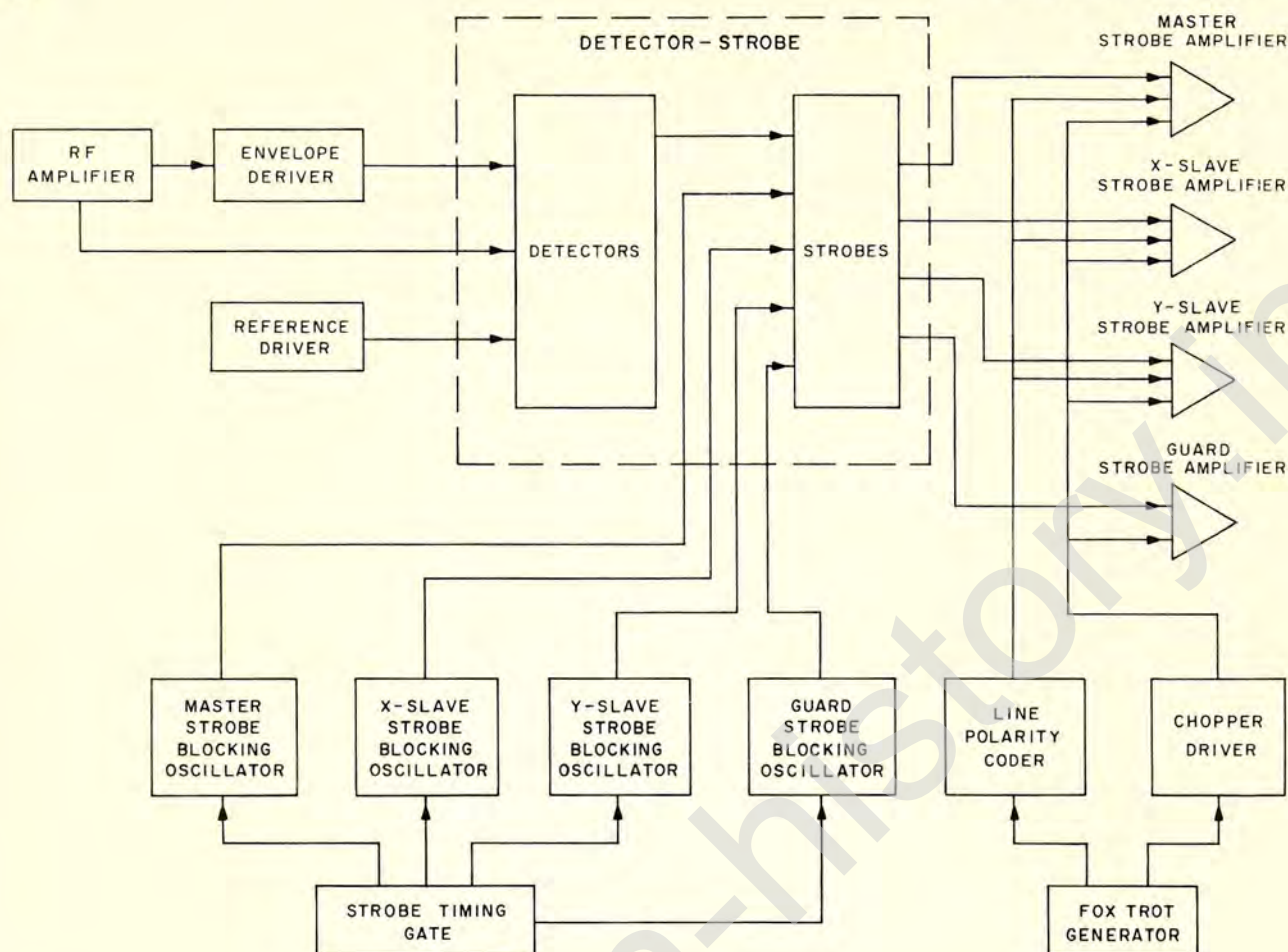 MASTER
STROBE AMPLIFIER
DETECTOR-STROBE
RF
AMPLIFIER
ENVELOPE
DERIVER
X-SLAVE
STROBE AMPLIFIER
DETECTORS
STROBES
REFERENCE
DRIVER
Y-SLAVE
STROBE AMPLIFIER
GUARD
STROBE AMPLIFIER
MASTER
STROBE
BLOCKING
OSCILLATOR
X-SLAVE
STROBE
BLOCKING
OSCILLATOR
Y-SLAVE
STROBE
BLOCKING
OSCILLATOR
GUARD
STROBE
BLOCKING
OSCILLATOR
LINE
POLARITY
CODER
CHOPPER
DRIVER
STROBE TIMING
GATE
FOX TROT
GENERATOR